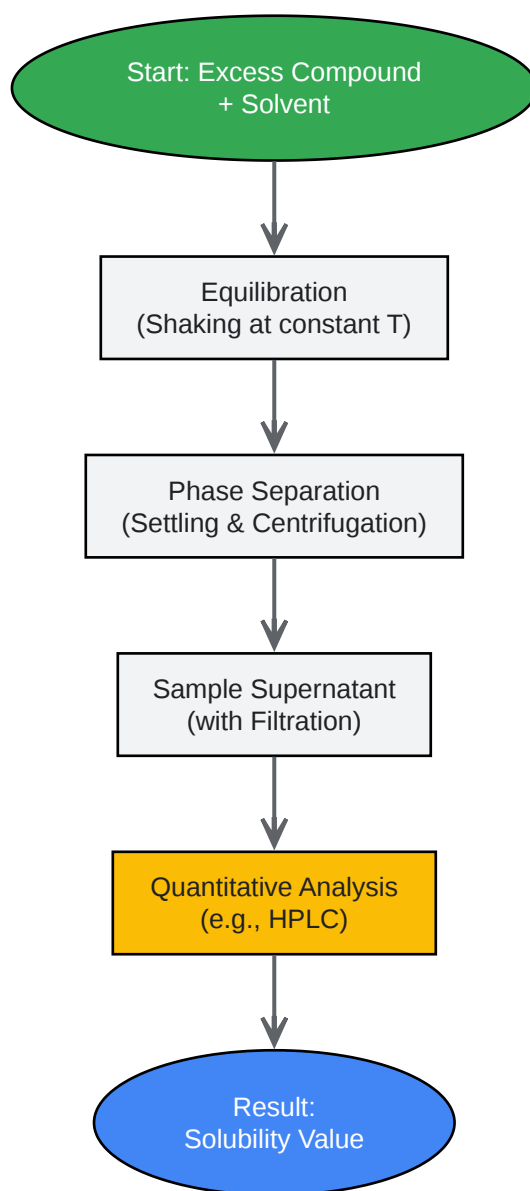 Start: Excess Compound
+ Solvent
Equilibration
(Shaking at constant T)
Phase Separation
(Settling & Centrifugation)
Sample Supernatant
(with Filtration)
Quantitative Analysis
(e.g., HPLC)
Result:
Solubility Value